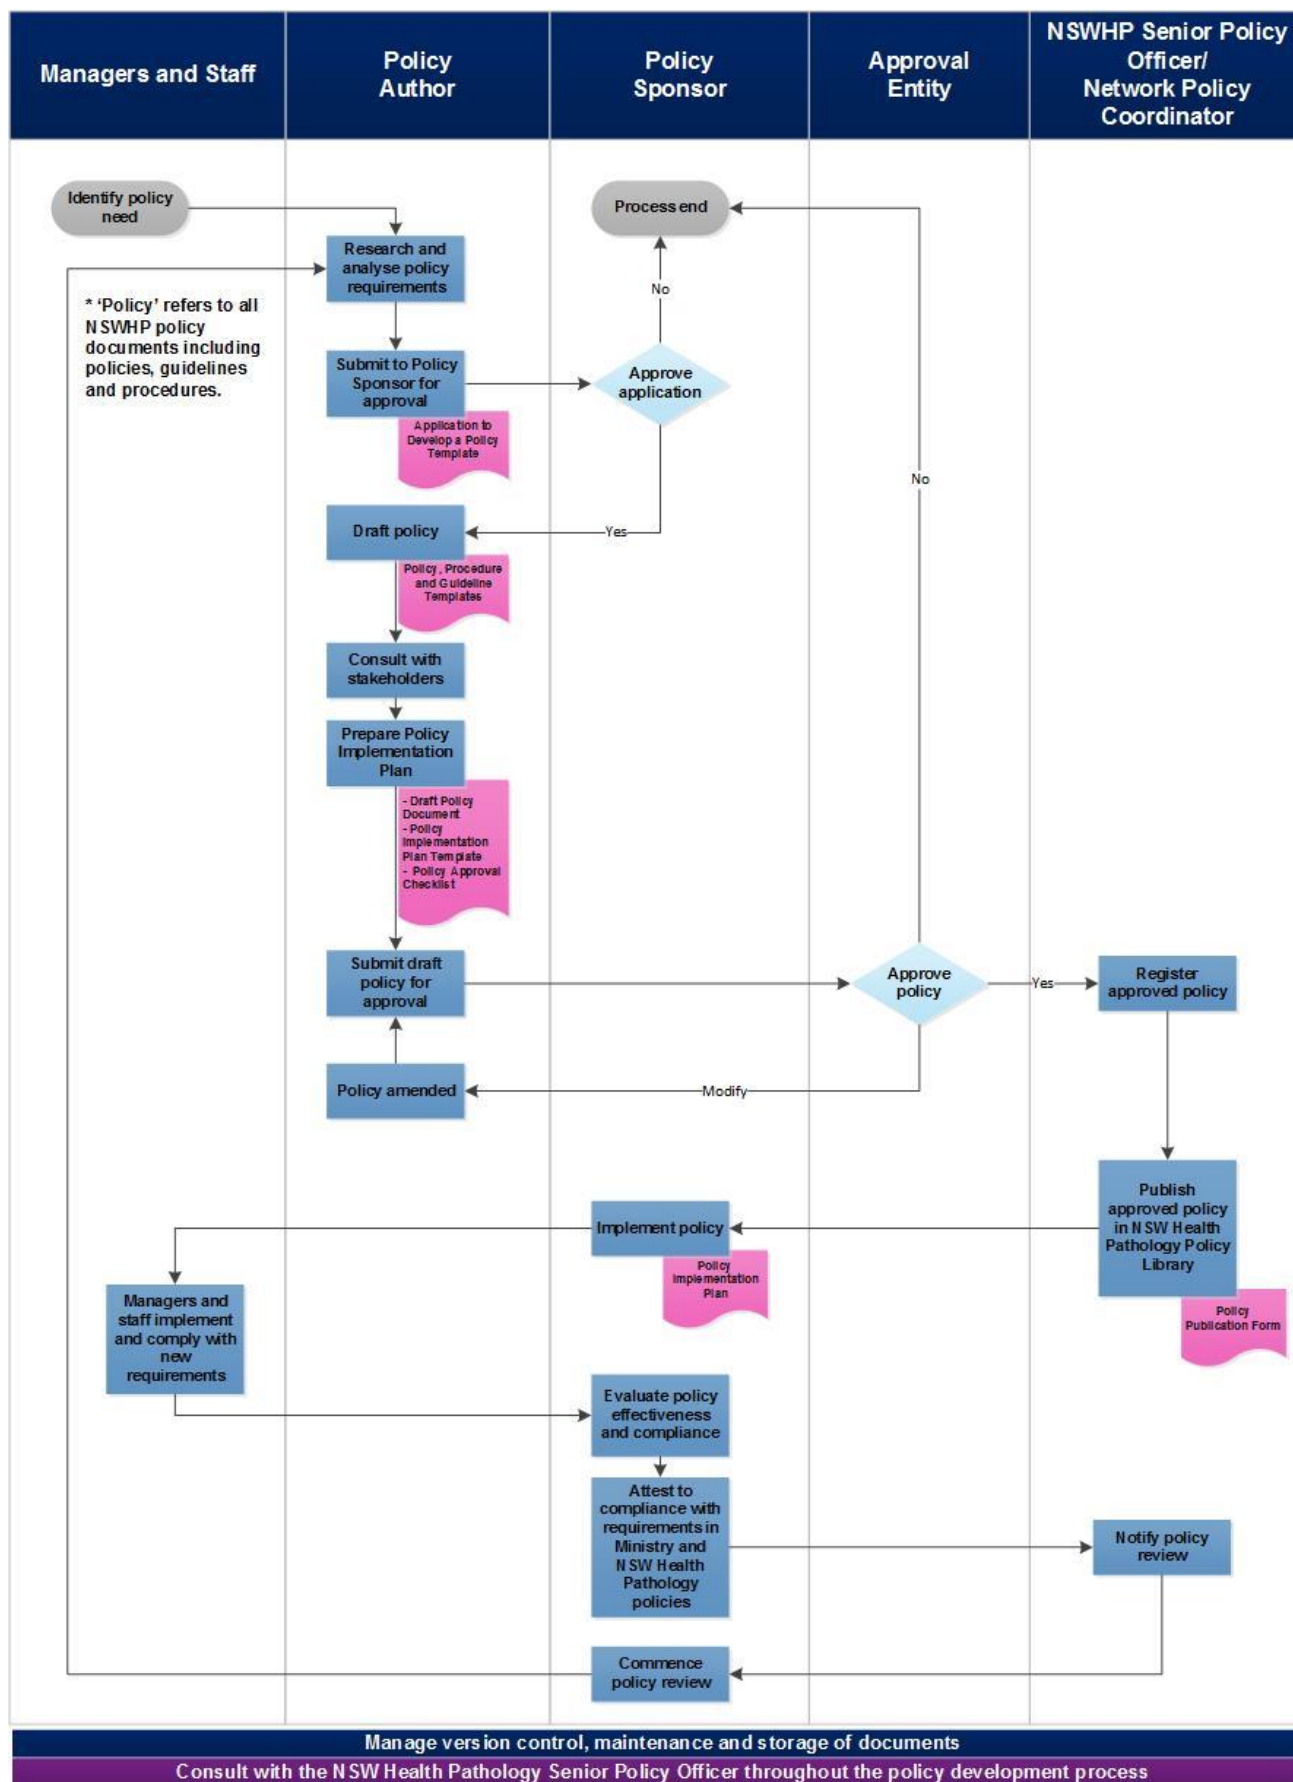 Managers and Staff
Policy
Author
Policy
Sponsor
Approval
Entity
NSWHP Senior Policy
Officer/
Network Policy
Coordinator
Identify policy
need
Process end
Research and
analyse policy
requirements
No
* ‘Policy’ refers to all
NSWHP policy
documents including
policies, guidelines
and procedures.
Submit to Policy
Sponsor for
approval
Approve
application
Application to
Develop a Policy
Template
No
Draft policy
Yes
Policy, Procedure
and Guideline
Templates
Consult with
stakeholders
Prepare Policy
Implementation
Plan
- Draft Policy
Document
- Policy
Implementation
Plan Template
- Policy Approval
Checklist
Submit draft
policy for
approval
Approve
policy
Yes
Register
approved policy
Policy amended
Modify
Publish
approved policy
in NSW Health
Pathology Policy
Library
Implement policy
Policy
Implementation
Plan
Policy
Publication Form
Managers and
staff implement
and comply with
new
requirements
Evaluate policy
effectiveness
and compliance
Attest to
compliance with
requirements in
Ministry and
NSW Health
Pathology
policies
Notify policy
review
Commence
policy review
Manage version control, maintenance and storage of documents
Consult with the NSW Health Pathology Senior Policy Officer throughout the policy development process